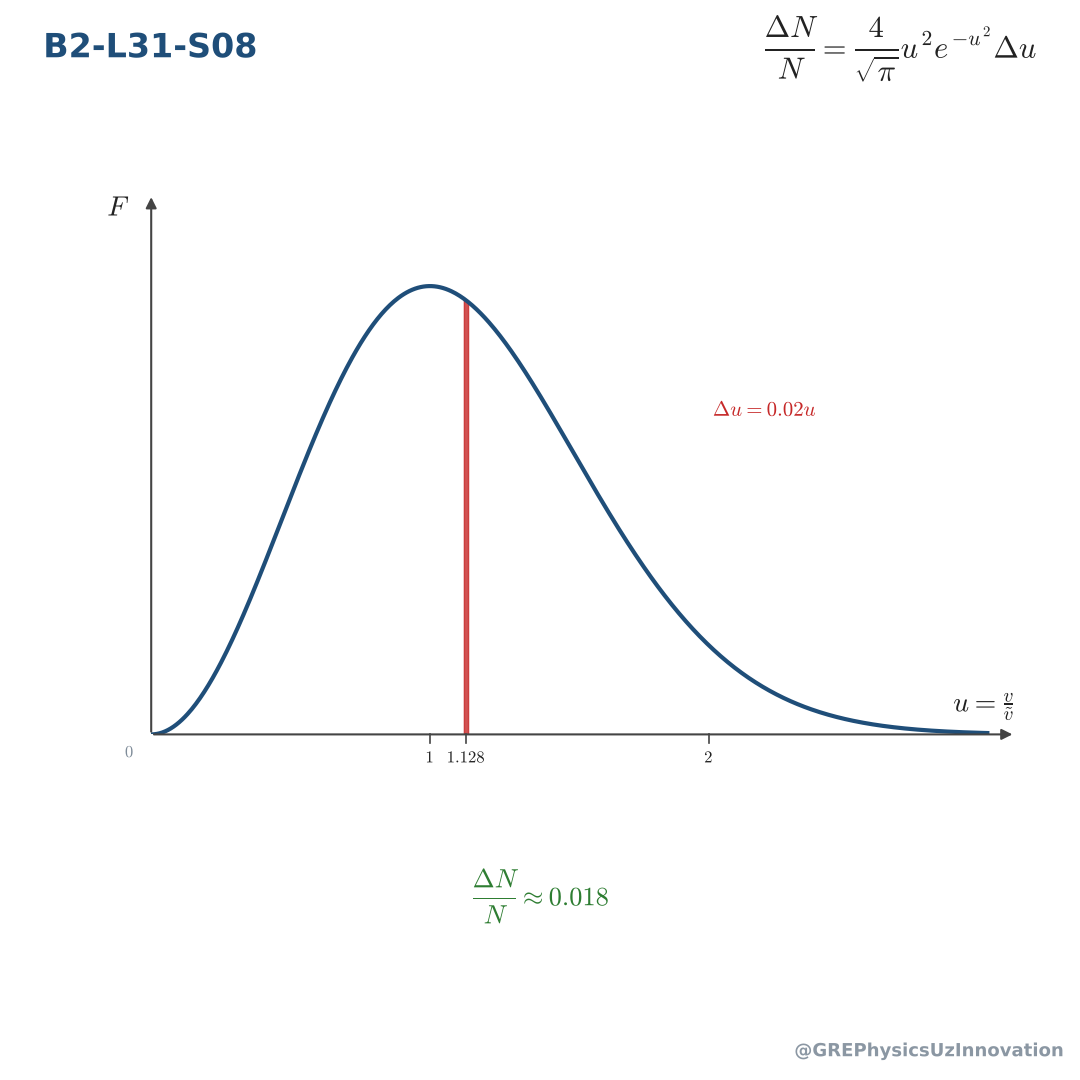 B2-L31-S08
ΔN/N = 4/√π u² e^{-u²} Δu
F
Δu = 0.02u
u = v/ṽ
0
1 1.128 2
ΔN/N ≈ 0.018
@GREPhysicsUzInnovation